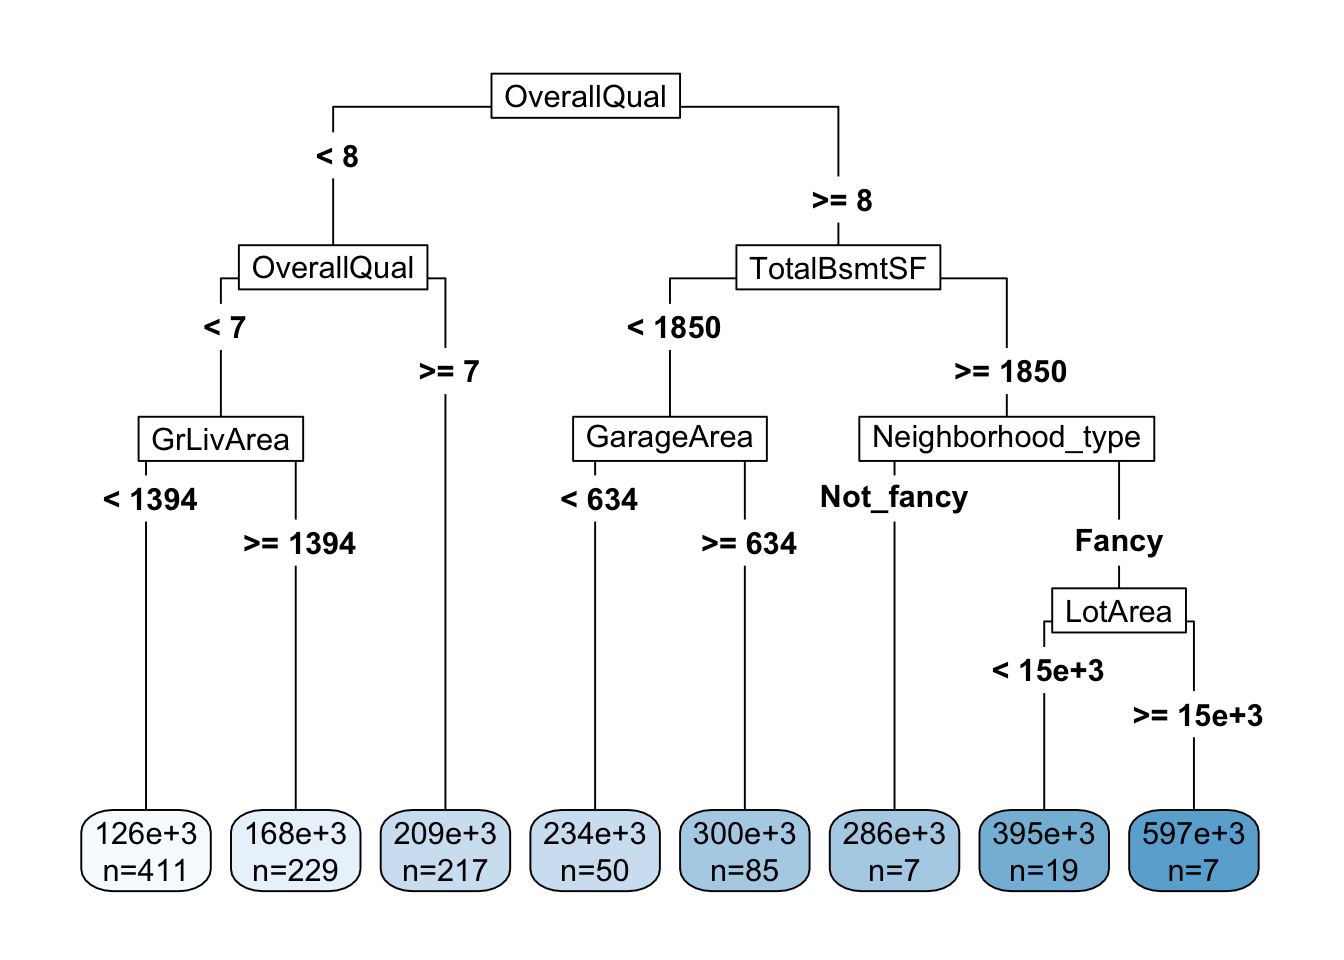 OverallQual
< 8
>= 8
OverallQual
TotalBsmtSF
< 7
< 1850
>= 7
>= 1850
GrLivArea
GarageArea
Neighborhood_type
< 1394
< 634
Not_fancy
>= 1394
>= 634
Fancy
LotArea
< 15e+3
>= 15e+3
126e+3
n=411
168e+3
n=229
209e+3
n=217
234e+3
n=50
300e+3
n=85
286e+3
n=7
395e+3
n=19
597e+3
n=7